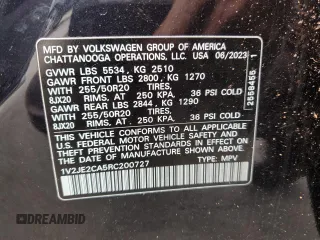 MFD. BY VOLKSWAGEN GROUP OF AMERICA
CHATTANOOGA OPERATIONS, LLC. USA 06/2023
GVWR LBS 5534 , KG 2510
GAWR FRONT LBS 2800 , KG 1270
WITH 255/50R20 TIRES,
8JX20 RIMS, AT 250 KPA. 36 PSI COLD
GAWR REAR LBS 2844 , KG 1290
WITH 255/50R20 TIRES,
8JX20 RIMS, AT 250 KPA. 36 PSI COLD
THIS VEHICLE CONFORMS TO ALL APPLICABLE
FEDERAL MOTOR VEHICLE SAFETY AND
THEFT PREVENTION STANDARDS IN EFFECT
ON THE DATE OF MANUFACTURE SHOWN ABOVE.
1V2JE2CA5RC200727 TYPE: MPV
2559455 1
DREAMBID